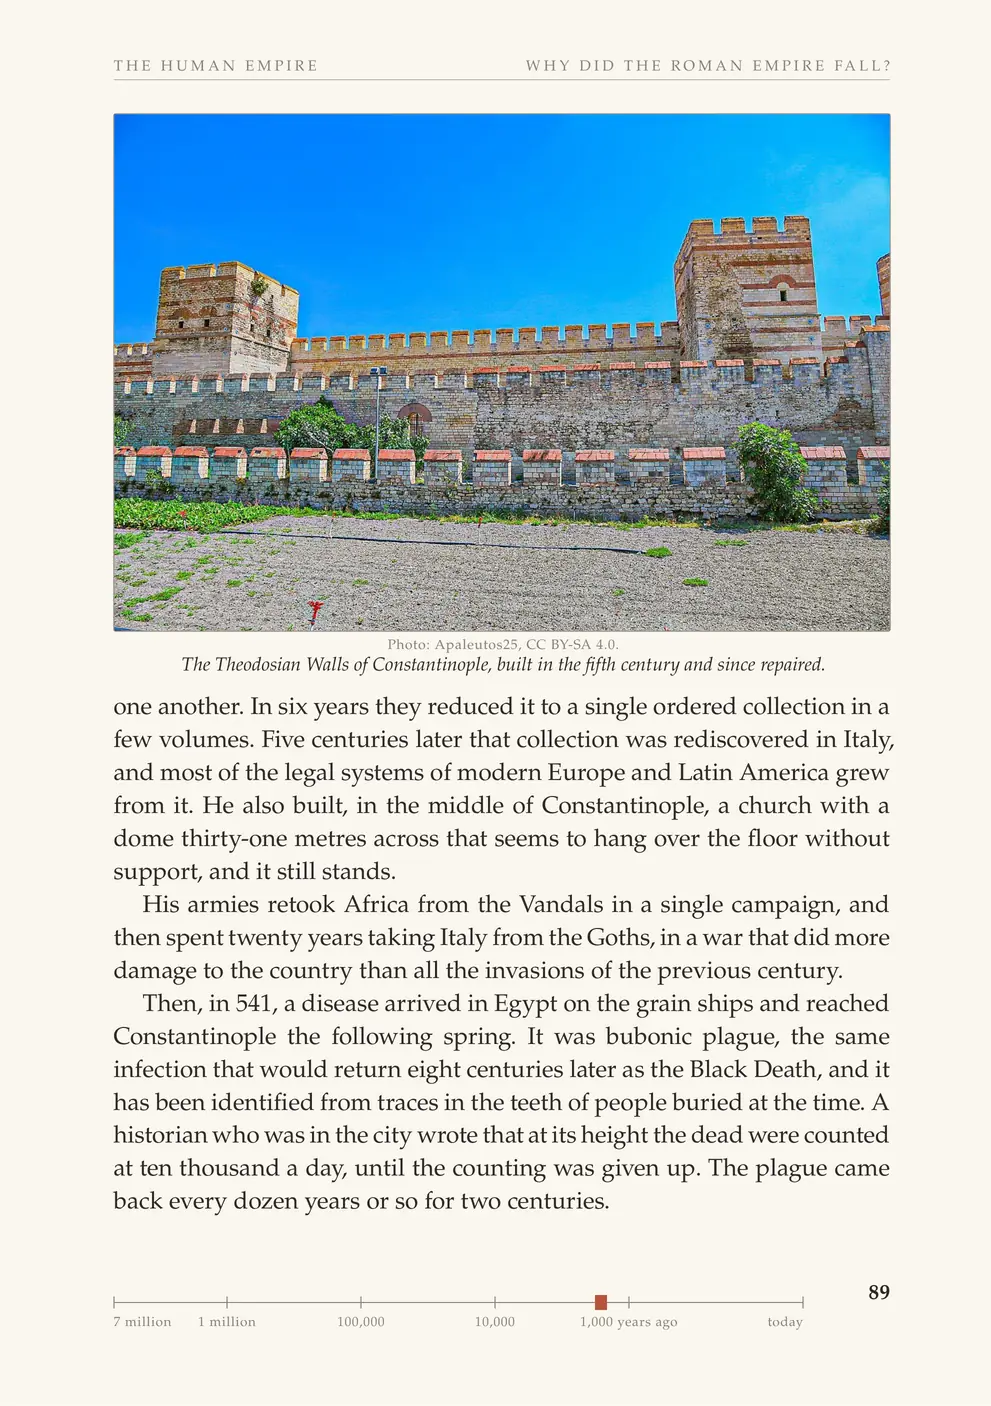 THE HUMAN EMPIRE
WHY DID THE ROMAN EMPIRE FALL?
Photo: Apaleutos25, CC BY-SA 4.0.
The Theodosian Walls of Constantinople, built in the fifth century and since repaired.
one another. In six years they reduced it to a single ordered collection in a
few volumes. Five centuries later that collection was rediscovered in Italy,
and most of the legal systems of modern Europe and Latin America grew
from it. He also built, in the middle of Constantinople, a church with a
dome thirty-one metres across that seems to hang over the floor without
support, and it still stands.
His armies retook Africa from the Vandals in a single campaign, and
then spent twenty years taking Italy from the Goths, in a war that did more
damage to the country than all the invasions of the previous century.
Then, in 541, a disease arrived in Egypt on the grain ships and reached
Constantinople the following spring. It was bubonic plague, the same
infection that would return eight centuries later as the Black Death, and it
has been identified from traces in the teeth of people buried at the time. A
historian who was in the city wrote that at its height the dead were counted
at ten thousand a day, until the counting was given up. The plague came
back every dozen years or so for two centuries.
89
7 million
1 million
100,000
10,000
1,000 years ago
today